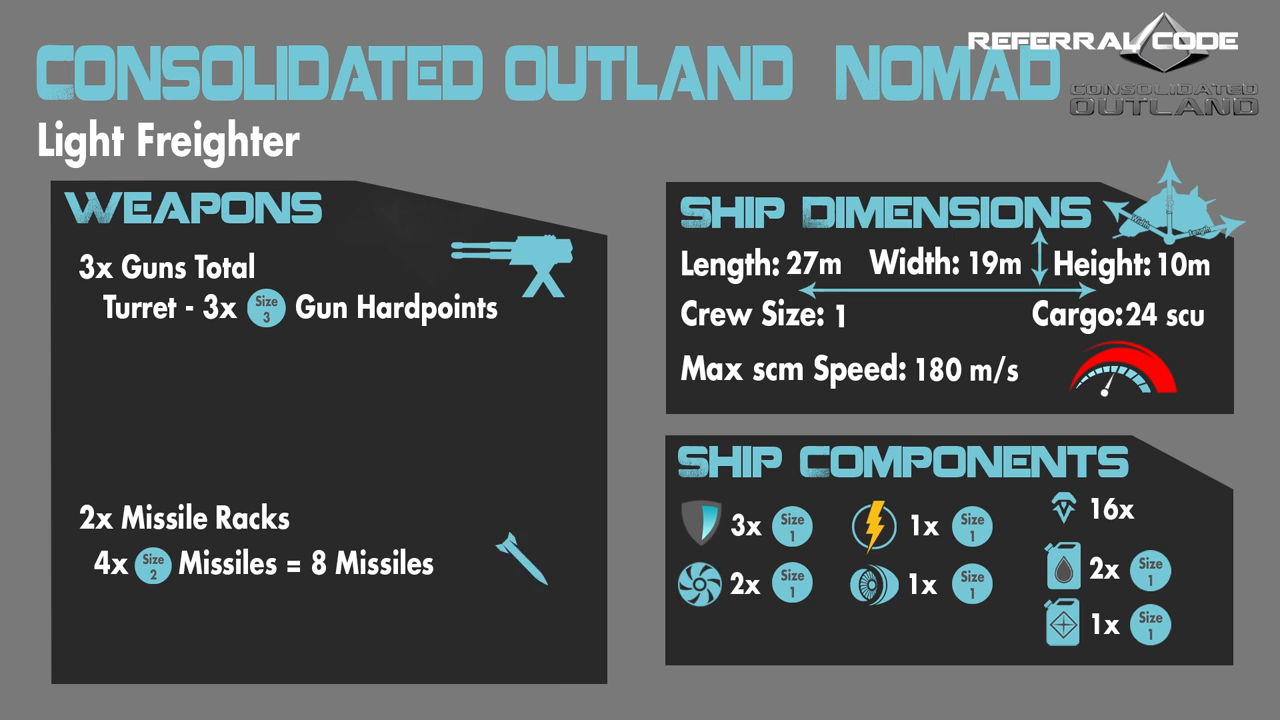 REFERRAL CODE
CONSOLIDATED OUTLAND NOMAD
CONSOLIDATED
OUTLAND
Light Freighter
WEAPONS
3x Guns Total
Turret - 3x Size 3 Gun Hardpoints
2x Missile Racks
4x Size 2 Missiles = 8 Missiles
SHIP DIMENSIONS
Width Length
Length: 27m Width: 19m Height: 10m
Crew Size: 1 Cargo: 24 scu
Max scm Speed: 180 m/s
SHIP COMPONENTS
3x Size 1 1x Size 1 16x
2x Size 1 1x Size 1 2x Size 1
1x Size 1